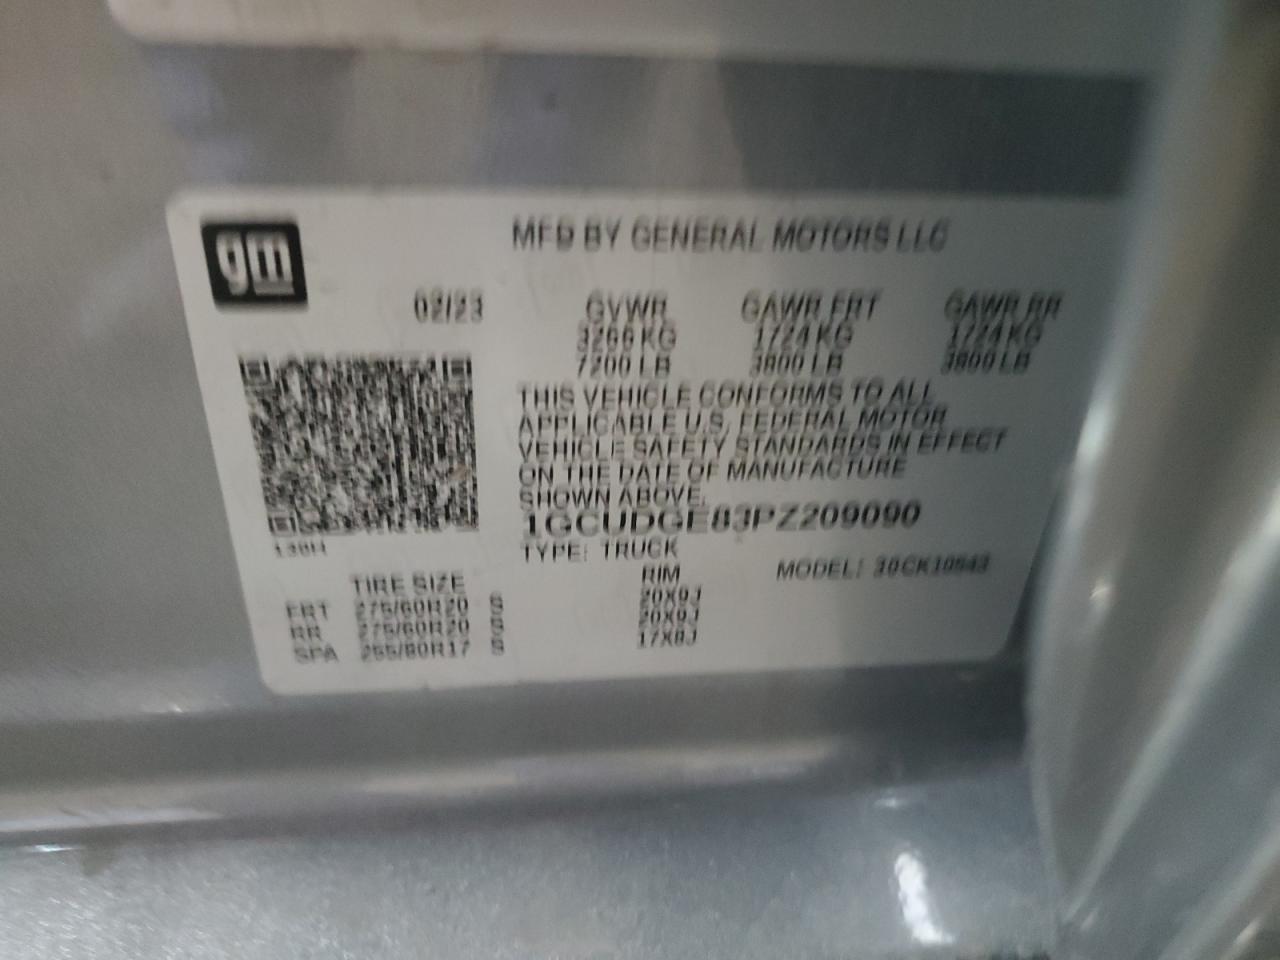 gm
MFD BY GENERAL MOTORS LLC
02/23 GVWR GAWR FRT GAWR RR
3266 KG 1724 KG 1724 KG
7200 LB 3800 LB 3800 LB
THIS VEHICLE CONFORMS TO ALL
APPLICABLE U.S. FEDERAL MOTOR
VEHICLE SAFETY STANDARDS IN EFFECT
ON THE DATE OF MANUFACTURE
SHOWN ABOVE.
1GCUDGE83PZ209090
TYPE: TRUCK
MODEL:
TIRE SIZE RIM
FRT 275/60R20 S 20X9J
RR 275/60R20 S 20X9J
SPA 255/80R17 S 17X8J